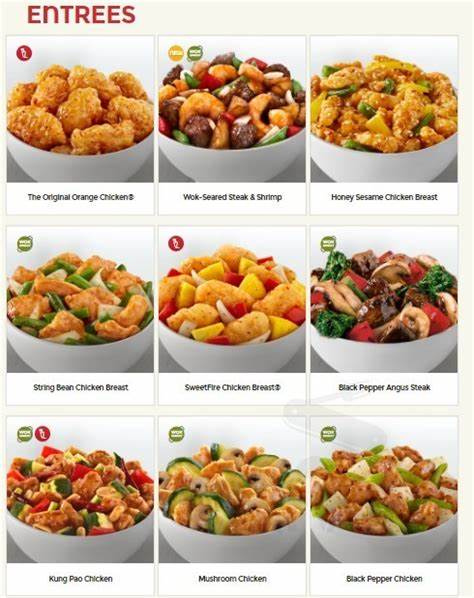 ENTREES
NEW
WOK SMART
The Original Orange Chicken®
Wok-Seared Steak & Shrimp
Honey Sesame Chicken Breast
WOK SMART
WOK SMART
String Bean Chicken Breast
SweetFire Chicken Breast®
Black Pepper Angus Steak
WOK SMART
WOK SMART
WOK SMART
Kung Pao Chicken
Mushroom Chicken
Black Pepper Chicken